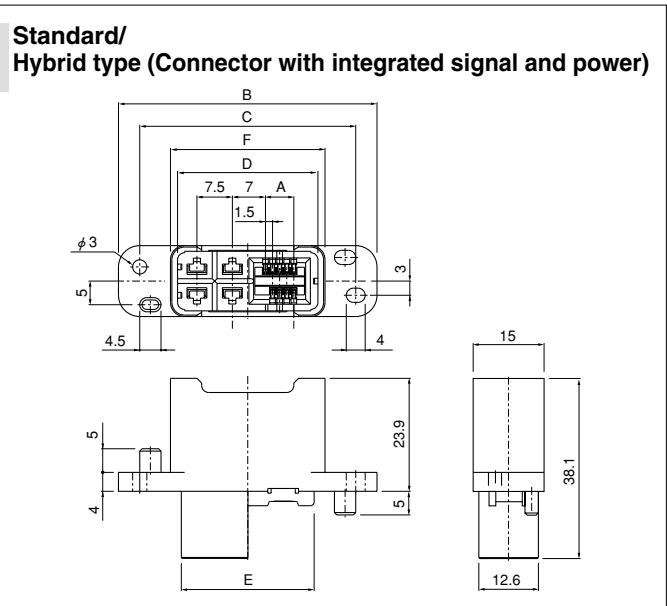 Standard/
Hybrid type (Connector with integrated signal and power)
B
C
F
D
7.5 7 A
1.5
φ3
3
5
4.5
4
15
5
23.9
38.1
4
5
E
12.6